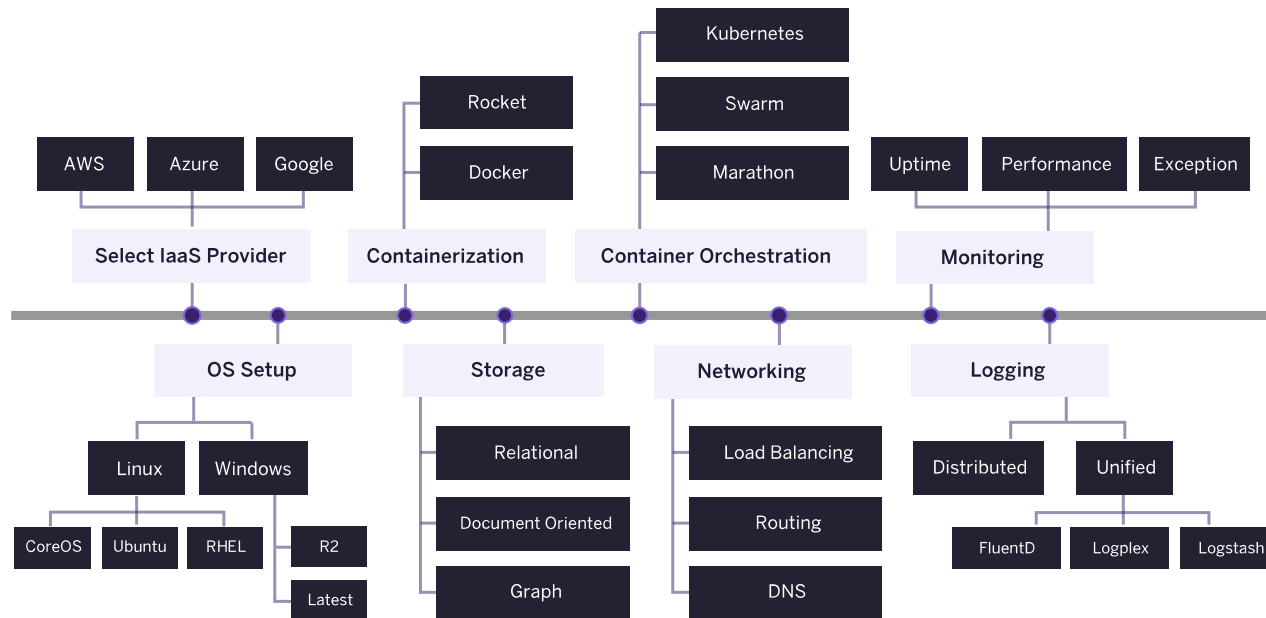 Kubernetes
Rocket
Swarm
AWS
Azure
Google
Docker
Marathon
Uptime
Performance
Exception
Select IaaS Provider
Containerization
Container Orchestration
Monitoring
OS Setup
Storage
Networking
Logging
Linux
Windows
Relational
Load Balancing
Distributed
Unified
CoreOS
Ubuntu
RHEL
R2
Document Oriented
Routing
FluentD
Logplex
Logstash
Latest
Graph
DNS